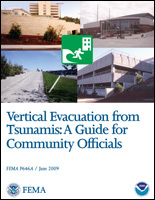 Vertical Evacuation from
Tsunamis: A Guide for
Community Officials
FEMA P646A / June 2009
FEMA